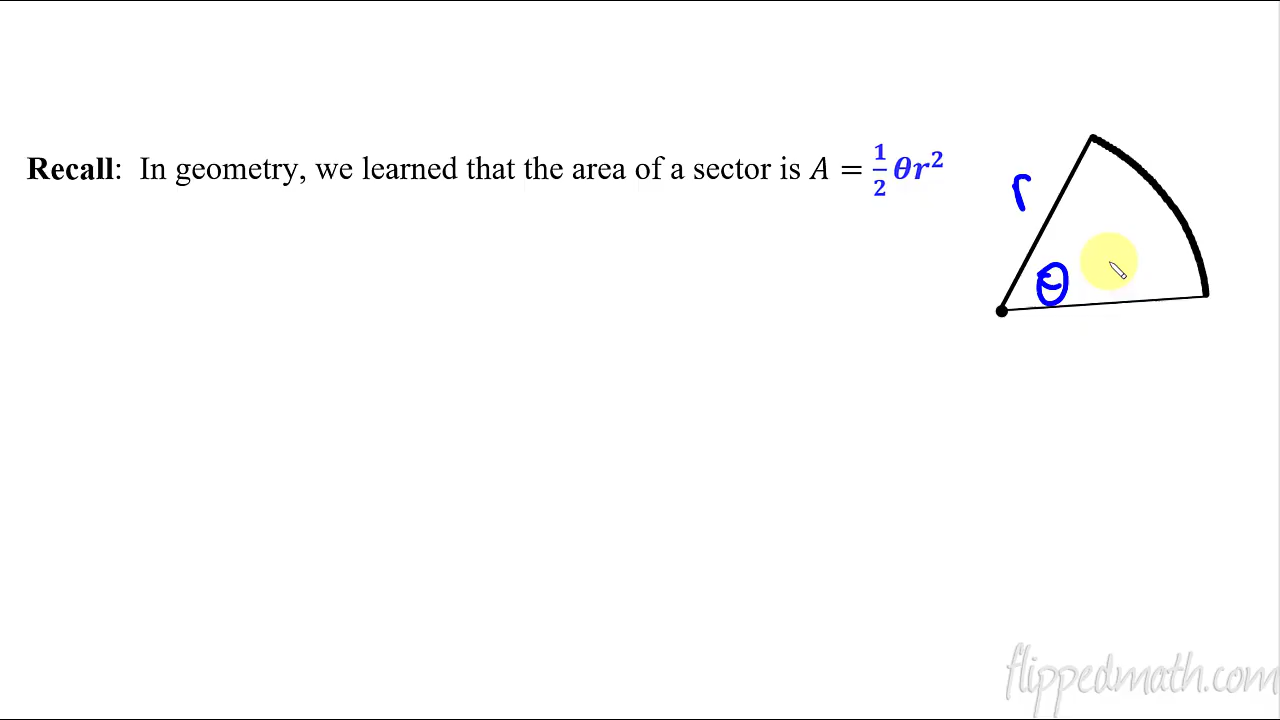 Recall: In geometry, we learned that the area of a sector is A = 1/2 θr²
r
θ
flippedmath.com